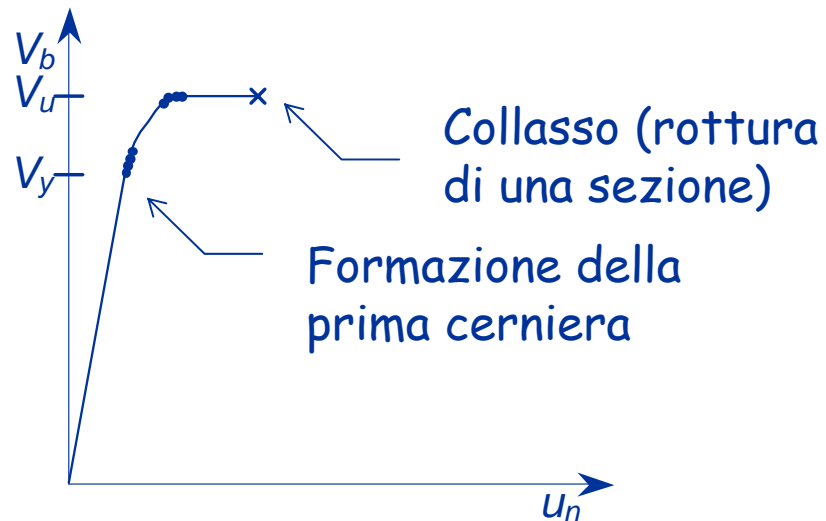 Vb
Vu
Vy
Collasso (rottura
di una sezione)
Formazione della
prima cerniera
un